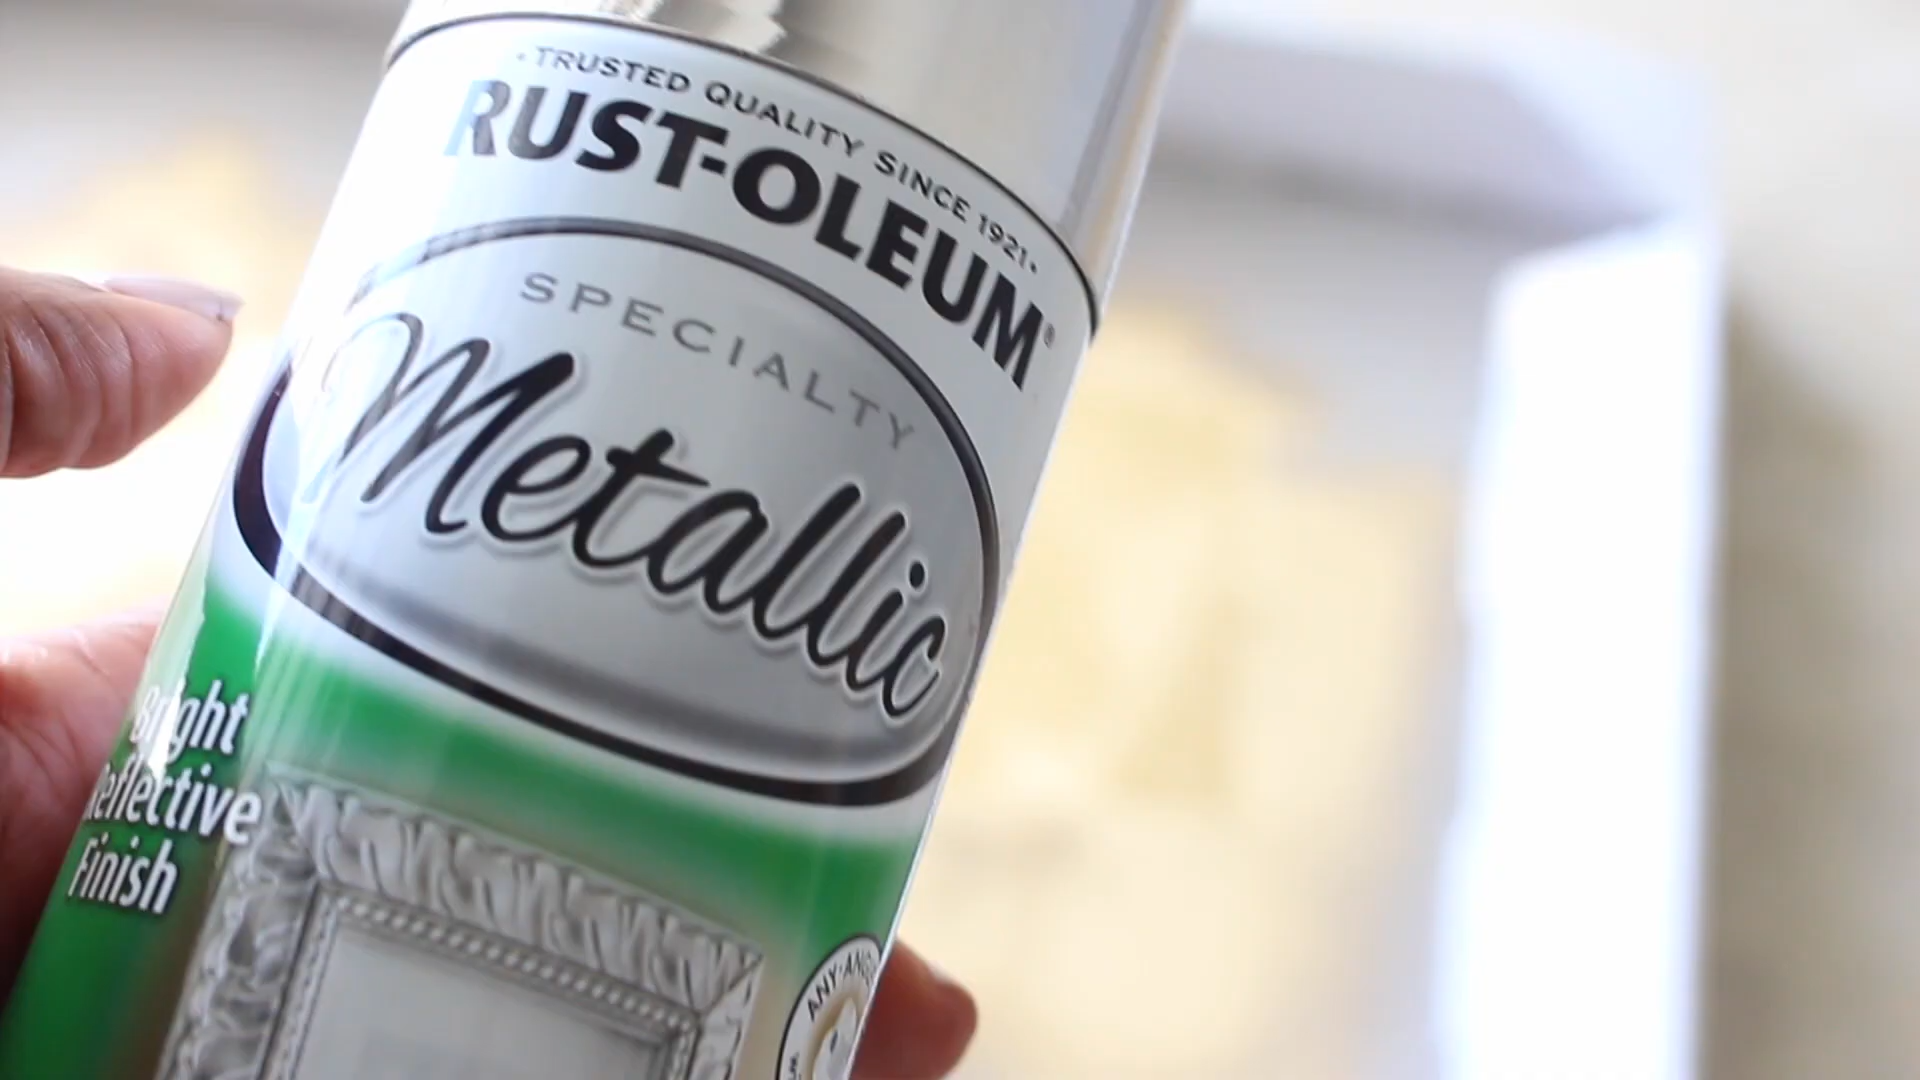 • TRUSTED QUALITY SINCE 1921 •
RUST-OLEUM®
SPECIALTY
Metallic
Bright
Reflective
Finish